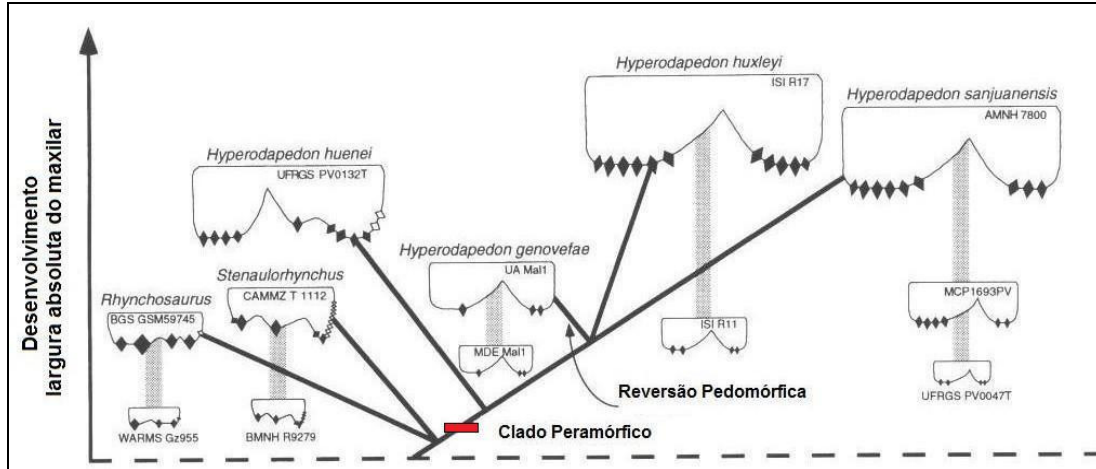 Desenvolvimento
largura absoluta do maxilar
Hyperodapedon huxleyi
ISI R17
Hyperodapedon sanjuanensis
AMNH 7800
Hyperodapedon huenei
UFRGS PV0132T
Hyperodapedon genovefae
UA Mal1
Stenaulorhynchus
CAMMZ T 1112
Rhynchosaurus
BGS GSM59745
MCP1693PV
ISI R11
MDE Mal1
Reversão Pedomórfica
UFRGS PV0047T
WARMS Gz955
BMNH R9279
Clado Peramórfico